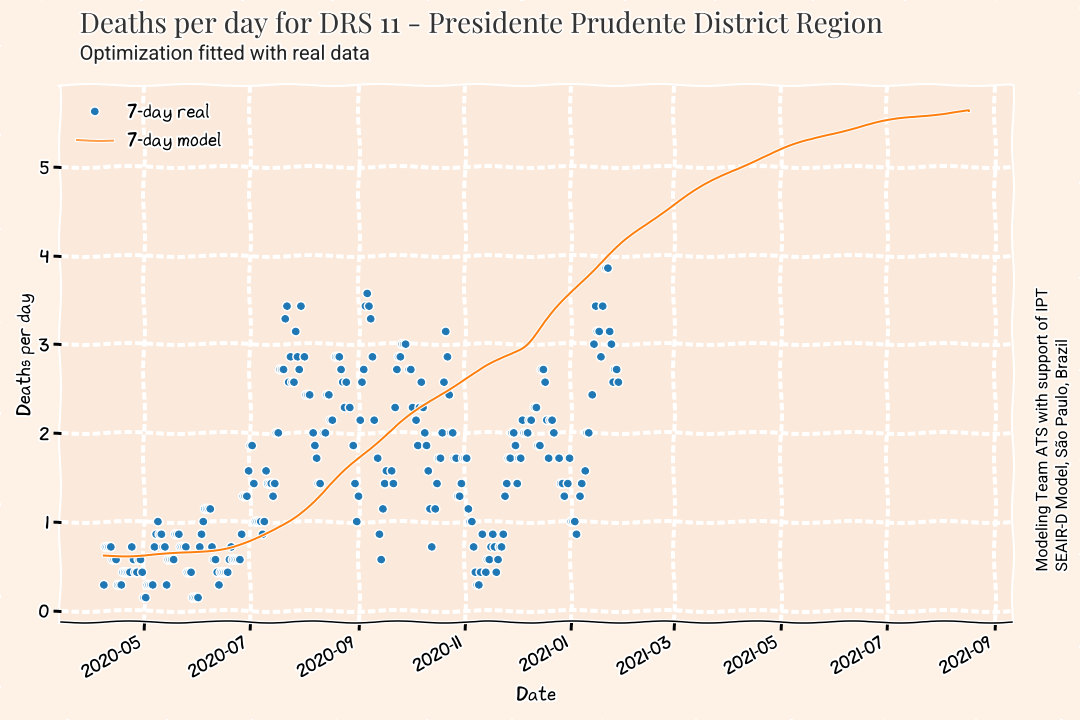 Deaths per day for DRS 11 - Presidente Prudente District Region
Optimization fitted with real data
7-day real
7-day model
5
4
3
2
1
0
Deaths per day
2020-05
2020-07
2020-09
2020-11
2021-01
2021-03
2021-05
2021-07
2021-09
Date
Modeling Team ATS with support of IPT
SEAIR-D Model, São Paulo, Brazil